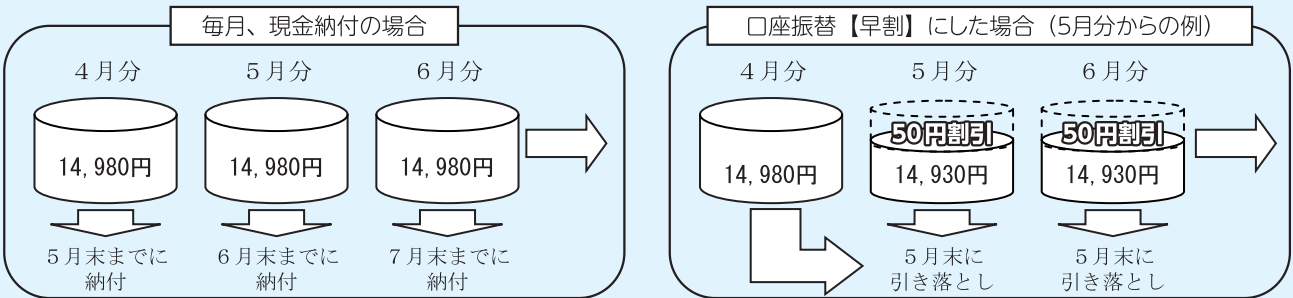 毎月、現金納付の場合
4月分
5月分
6月分
14,980円
14,980円
14,980円
5月末までに
納付
6月末までに
納付
7月末までに
納付
口座振替【早割】にした場合（5月分からの例）
4月分
5月分
6月分
50円割引
50円割引
14,980円
14,930円
14,930円
5月末に
引き落とし
5月末に
引き落とし